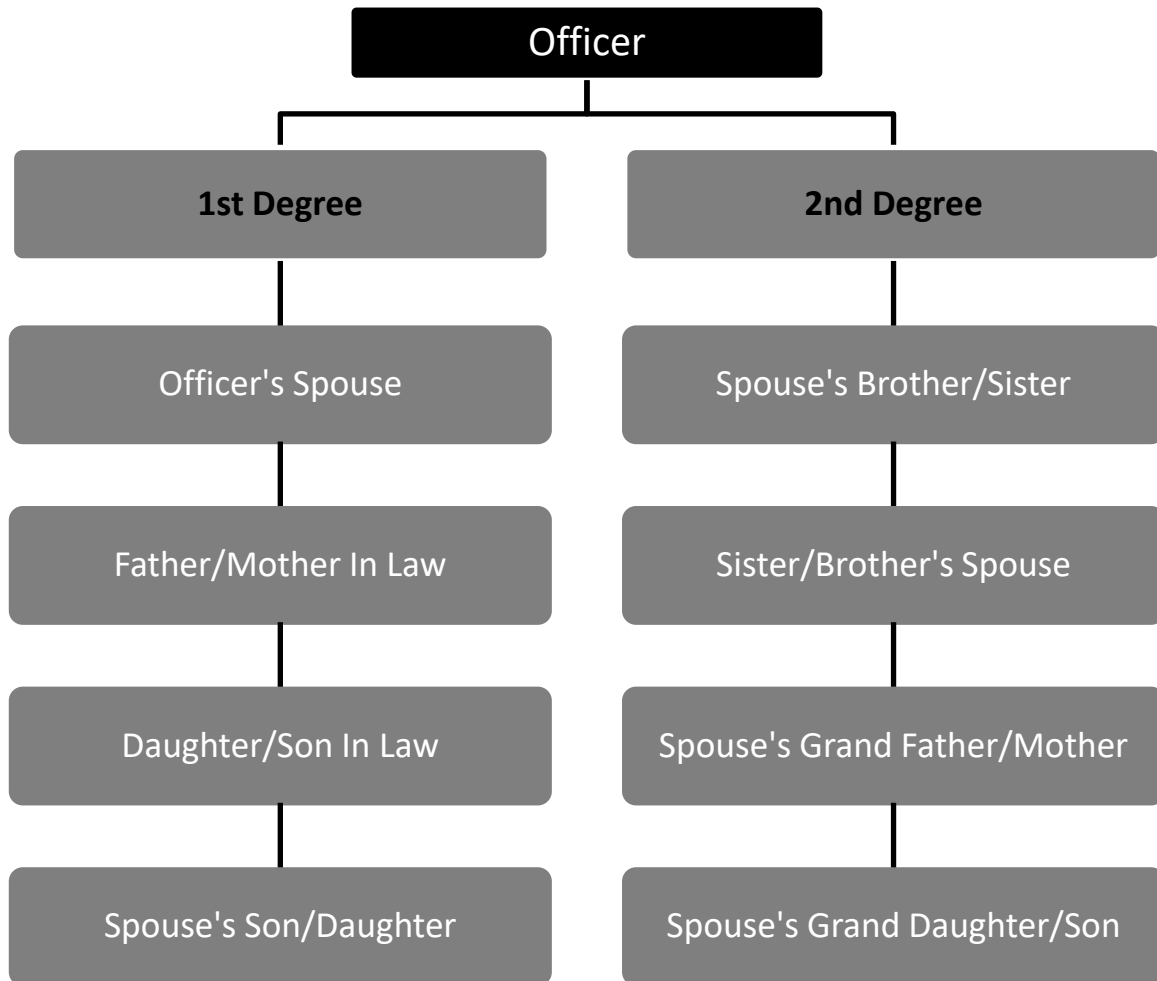 Officer
1st Degree
2nd Degree
Officer's Spouse
Spouse's Brother/Sister
Father/Mother In Law
Sister/Brother's Spouse
Daughter/Son In Law
Spouse's Grand Father/Mother
Spouse's Son/Daughter
Spouse's Grand Daughter/Son